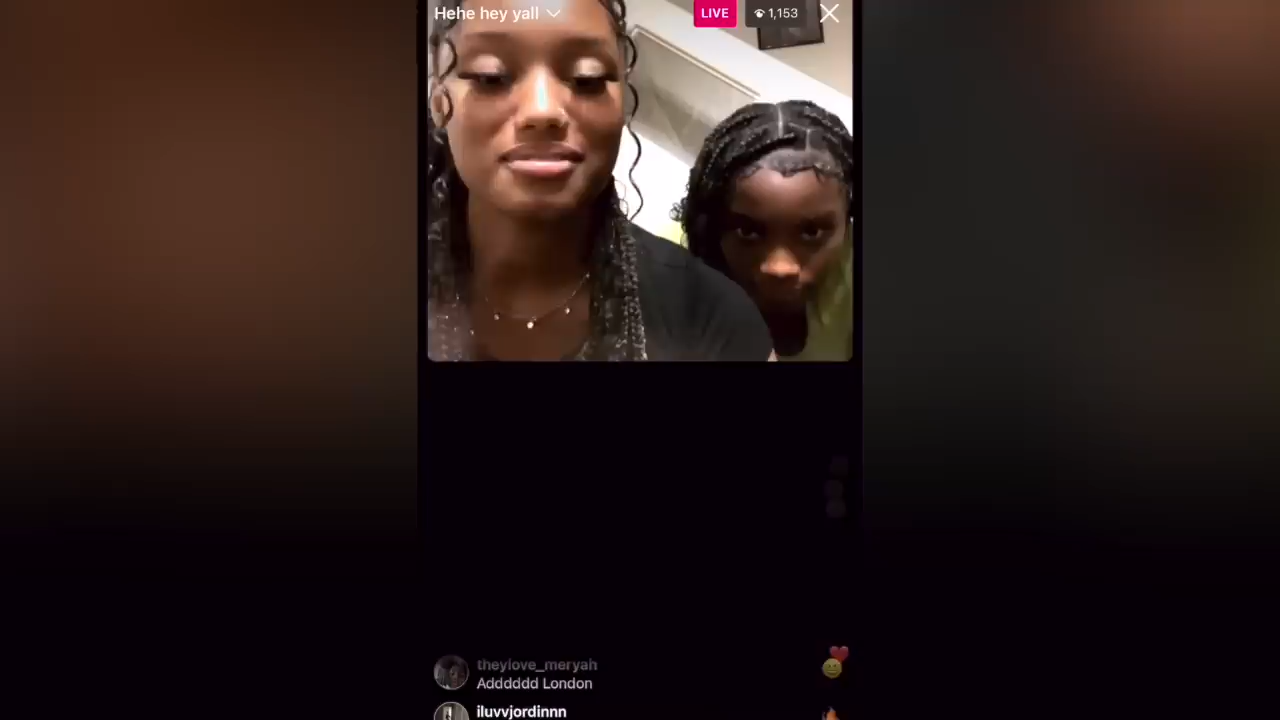 Hehe hey yall
LIVE
1,153
theylove_meryah
Addddddd London
iluvvjordinnn